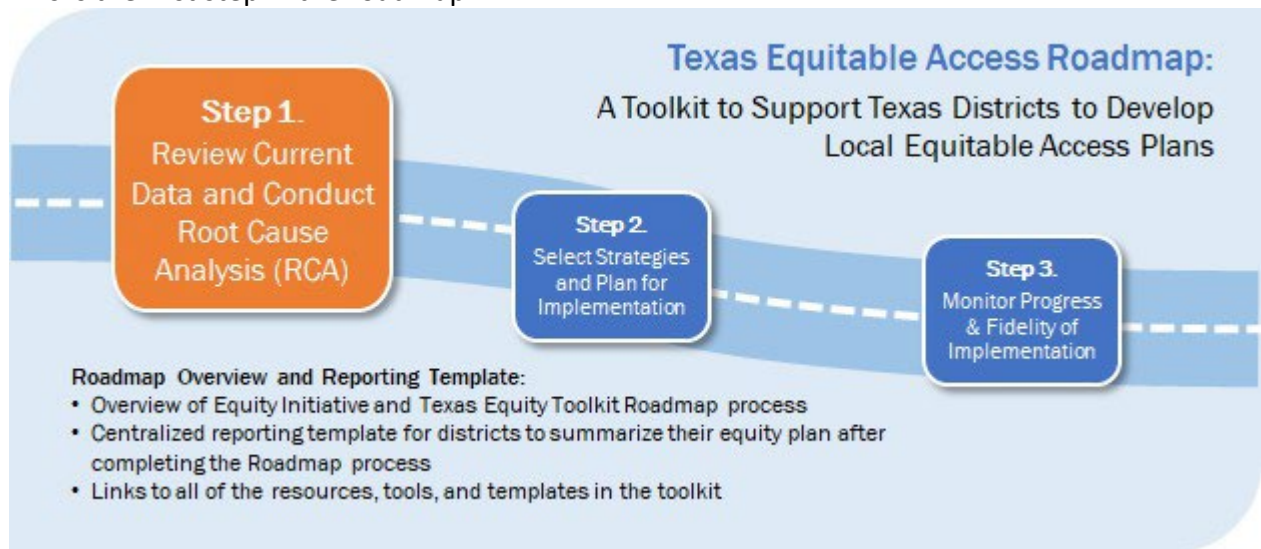 Texas Equitable Access Roadmap:
A Toolkit to Support Texas Districts to Develop
Local Equitable Access Plans
Step 1.
Review Current
Data and Conduct
Root Cause
Analysis (RCA)
Step 2.
Select Strategies
and Plan for
Implementation
Step 3.
Monitor Progress
& Fidelity of
Implementation
Roadmap Overview and Reporting Template:
• Overview of Equity Initiative and Texas Equity Toolkit Roadmap process
• Centralized reporting template for districts to summarize their equity plan after
completing the Roadmap process
• Links to all of the resources, tools, and templates in the toolkit